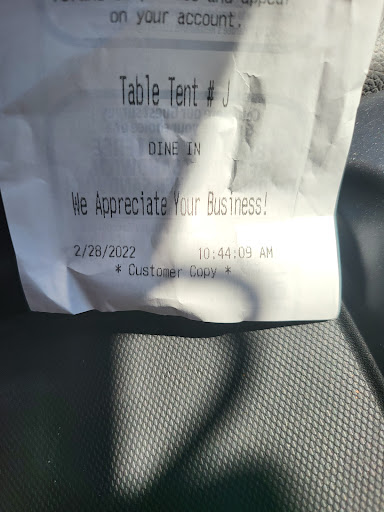 on your account.
Table Tent # J
DINE IN
We Appreciate Your Business!
2/28/2022 10:44:09 AM
* Customer Copy *